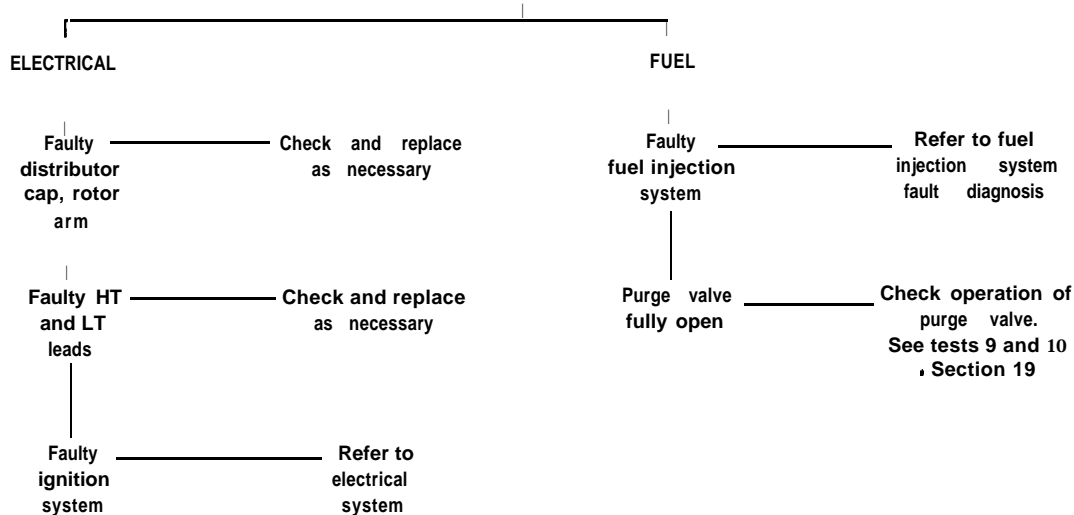 ELECTRICAL
Faulty
distributor
cap, rotor
arm
Check and replace
as necessary
Faulty HT
and LT
leads
Check and replace
as necessary
Faulty
ignition
system
Refer to
electrical
system
FUEL
Faulty
fuel injection
system
Refer to fuel
injection system
fault diagnosis
Purge valve
fully open
Check operation of
purge valve.
See tests 9 and 10
Section 19